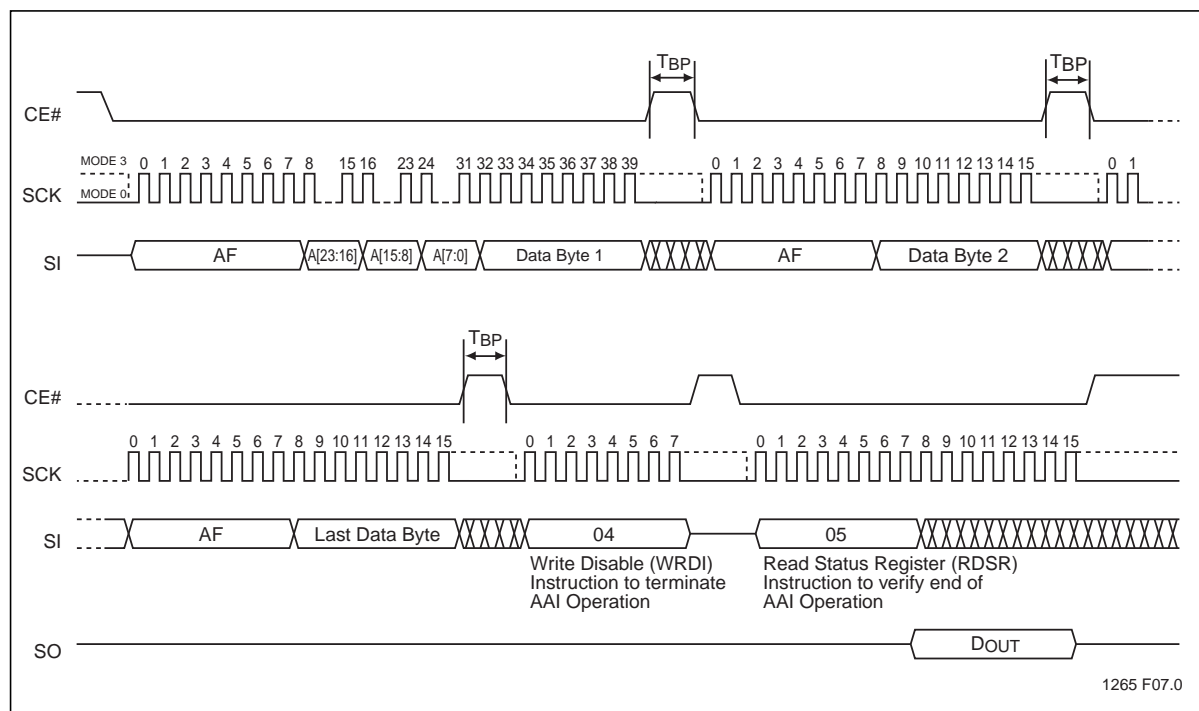 TBP TBP
CE#
MODE 3 0 1 2 3 4 5 6 7 8 15 16 23 24 31 32 33 34 35 36 37 38 39 0 1 2 3 4 5 6 7 8 9 10 11 12 13 14 15 0 1
SCK MODE 0
SI AF A[23:16] A[15:8] A[7:0] Data Byte 1 AF Data Byte 2
TBP
CE#
0 1 2 3 4 5 6 7 8 9 10 11 12 13 14 15 0 1 2 3 4 5 6 7 0 1 2 3 4 5 6 7 8 9 10 11 12 13 14 15
SCK
SI AF Last Data Byte 04 05
Write Disable (WRDI)
Instruction to terminate
AAI Operation
Read Status Register (RDSR)
Instruction to verify end of
AAI Operation
SO DOUT
1265 F07.0